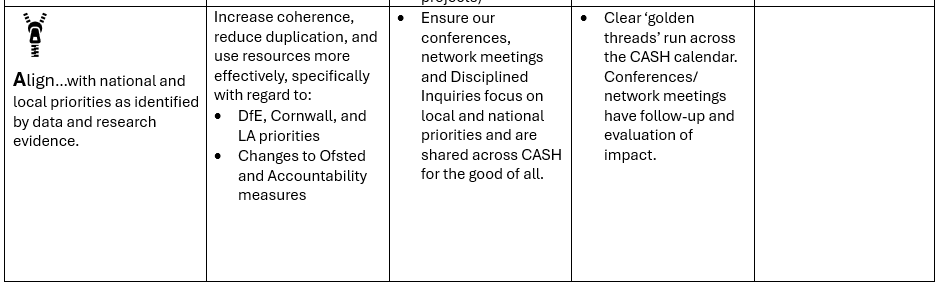 projects)
Align...with national and
local priorities as identified
by data and research
evidence.
Increase coherence,
reduce duplication, and
use resources more
effectively, specifically
with regard to:
• DfE, Cornwall, and
LA priorities
• Changes to Ofsted
and Accountability
measures
• Ensure our
conferences,
network meetings
and Disciplined
Inquiries focus on
local and national
priorities and are
shared across CASH
for the good of all.
• Clear ‘golden
threads’ run across
the CASH calendar.
Conferences/
network meetings
have follow-up and
evaluation of
impact.